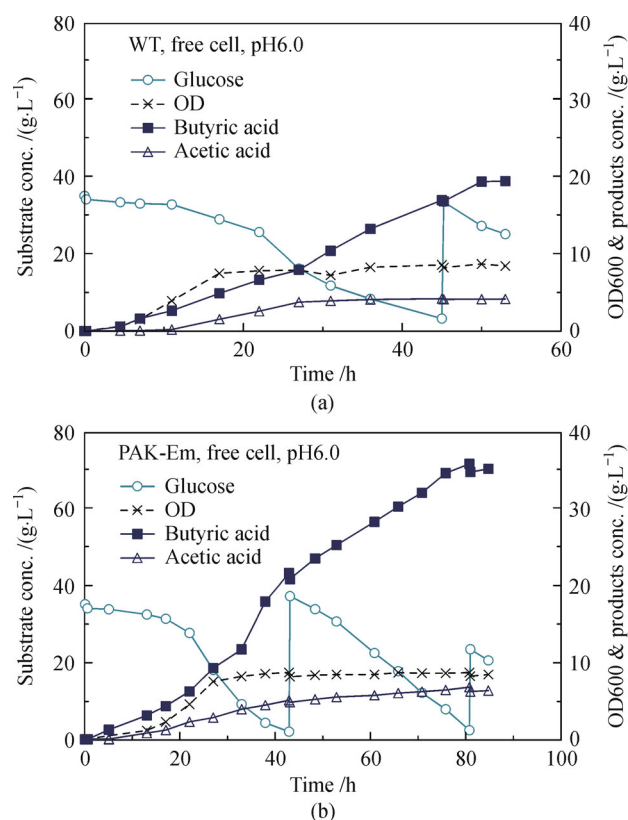 80
60
40
20
0
Substrate conc. /(g·L⁻¹)
WT, free cell, pH6.0
Glucose
OD
Butyric acid
Acetic acid
40
30
20
10
0
OD600 & products conc. /(g·L⁻¹)
0 20 40 60
Time /h
(a)
80
60
40
20
0
Substrate conc. /(g·L⁻¹)
PAK-Em, free cell, pH6.0
Glucose
OD
Butyric acid
Acetic acid
40
30
20
10
0
OD600 & products conc. /(g·L⁻¹)
0 20 40 60 80 100
Time /h
(b)